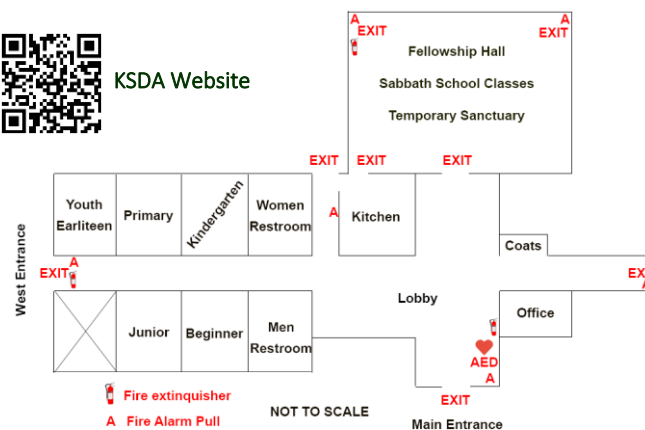 KSDA Website
A
EXIT
A
EXIT
Fellowship Hall
Sabbath School Classes
Temporary Sanctuary
EXIT
EXIT
EXIT
Youth
Earliteen
Primary
Kindergarten
Women
Restroom
A
Kitchen
Coats
West Entrance
A
EXIT
Lobby
A
Junior
Beginner
Men
Restroom
Office
AED
A
EXIT
Fire extinguisher
A Fire Alarm Pull
NOT TO SCALE
Main Entrance